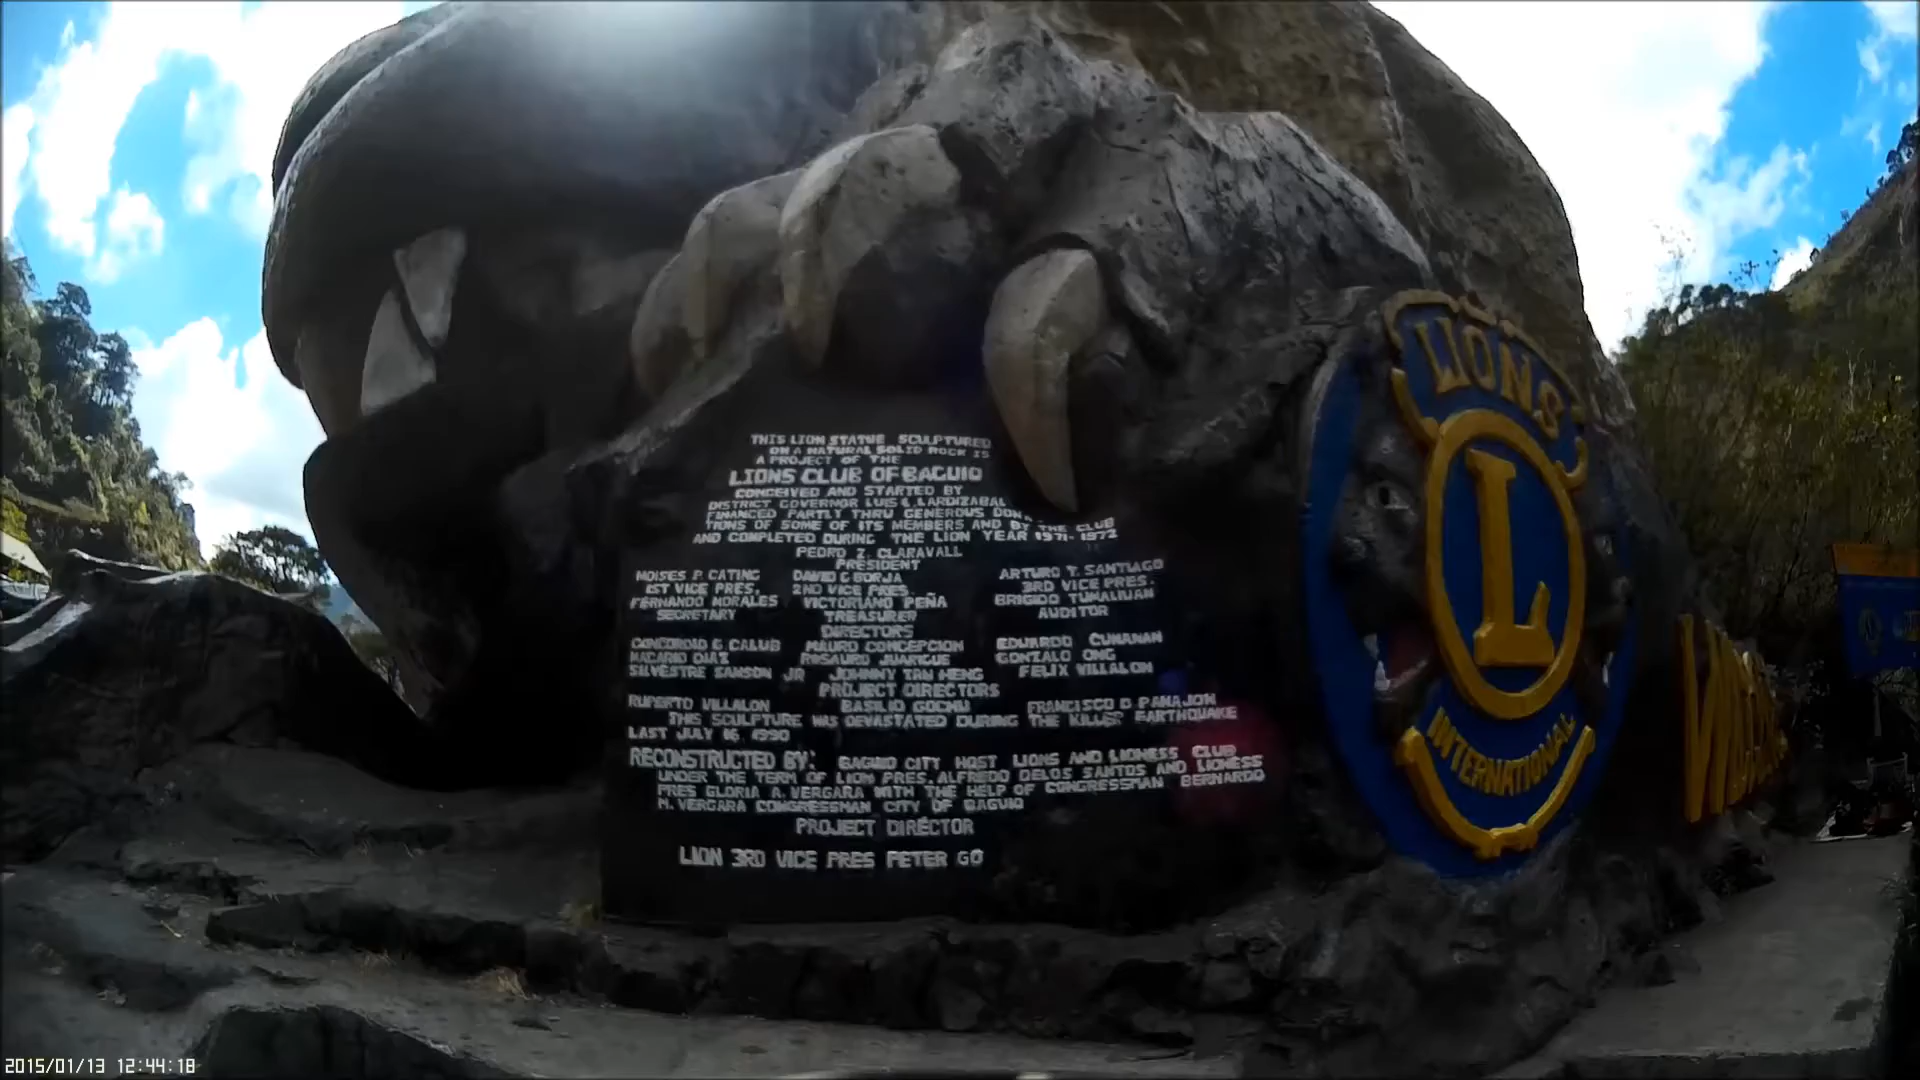 THIS LION STATUE SCULPTURED
ON A NATURAL SOLID ROCK IS
A PROJECT OF THE
LIONS CLUB OF BAGUIO
CONCEIVED AND STARTED BY
DISTRICT GOVERNOR LUIS L LARDIZABAL
FINANCED PARTLY THRU GENEROUS
TIONS OF SOME OF ITS MEMBERS AND BY THE CLUB
AND COMPLETED DURING THE LION YEAR 1971-1972
PEDRO Z. CLARAVALL
PRESIDENT
MOISES P. CATING DAVID C BORJA ARTURO T. SANTIAGO
1ST VICE PRES. 2ND VICE PRES. 3RD VICE PRES.
FERNANDO MORALES VICTORIANO PEÑA BRIGIDO TUMALIUAN
SECRETARY TREASURER AUDITOR
DIRECTORS
CONCORDIO G CALUB MAURO CONCEPCION EDUARDO CUNANAN
MACARIO DIAZ ROSAURO JUARIGUE GONZALO ONG
SILVESTRE SAMSON JR JOHNNY TAN HENG FELIX VILLALON
PROJECT DIRECTORS
RUPERTO VILLALON BASILIO GOCHU FRANCISCO D PANAJON
THIS SCULPTURE WAS DEVASTATED DURING THE KILLER EARTHQUAKE
LAST JULY 16, 1990
RECONSTRUCTED BY: BAGUIO CITY HOST LIONS AND LIONESS CLUB
UNDER THE TERM OF LION PRES. ALFREDO DELOS SANTOS AND LIONESS
PRES GLORIA A. VERGARA WITH THE HELP OF CONGRESSMAN BERNARDO
M. VERGARA CONGRESSMAN CITY OF BAGUIO
PROJECT DIRECTOR
LION 3RD VICE PRES PETER GO
LIONS
L
INTERNATIONAL
2015/01/13 12:44:18